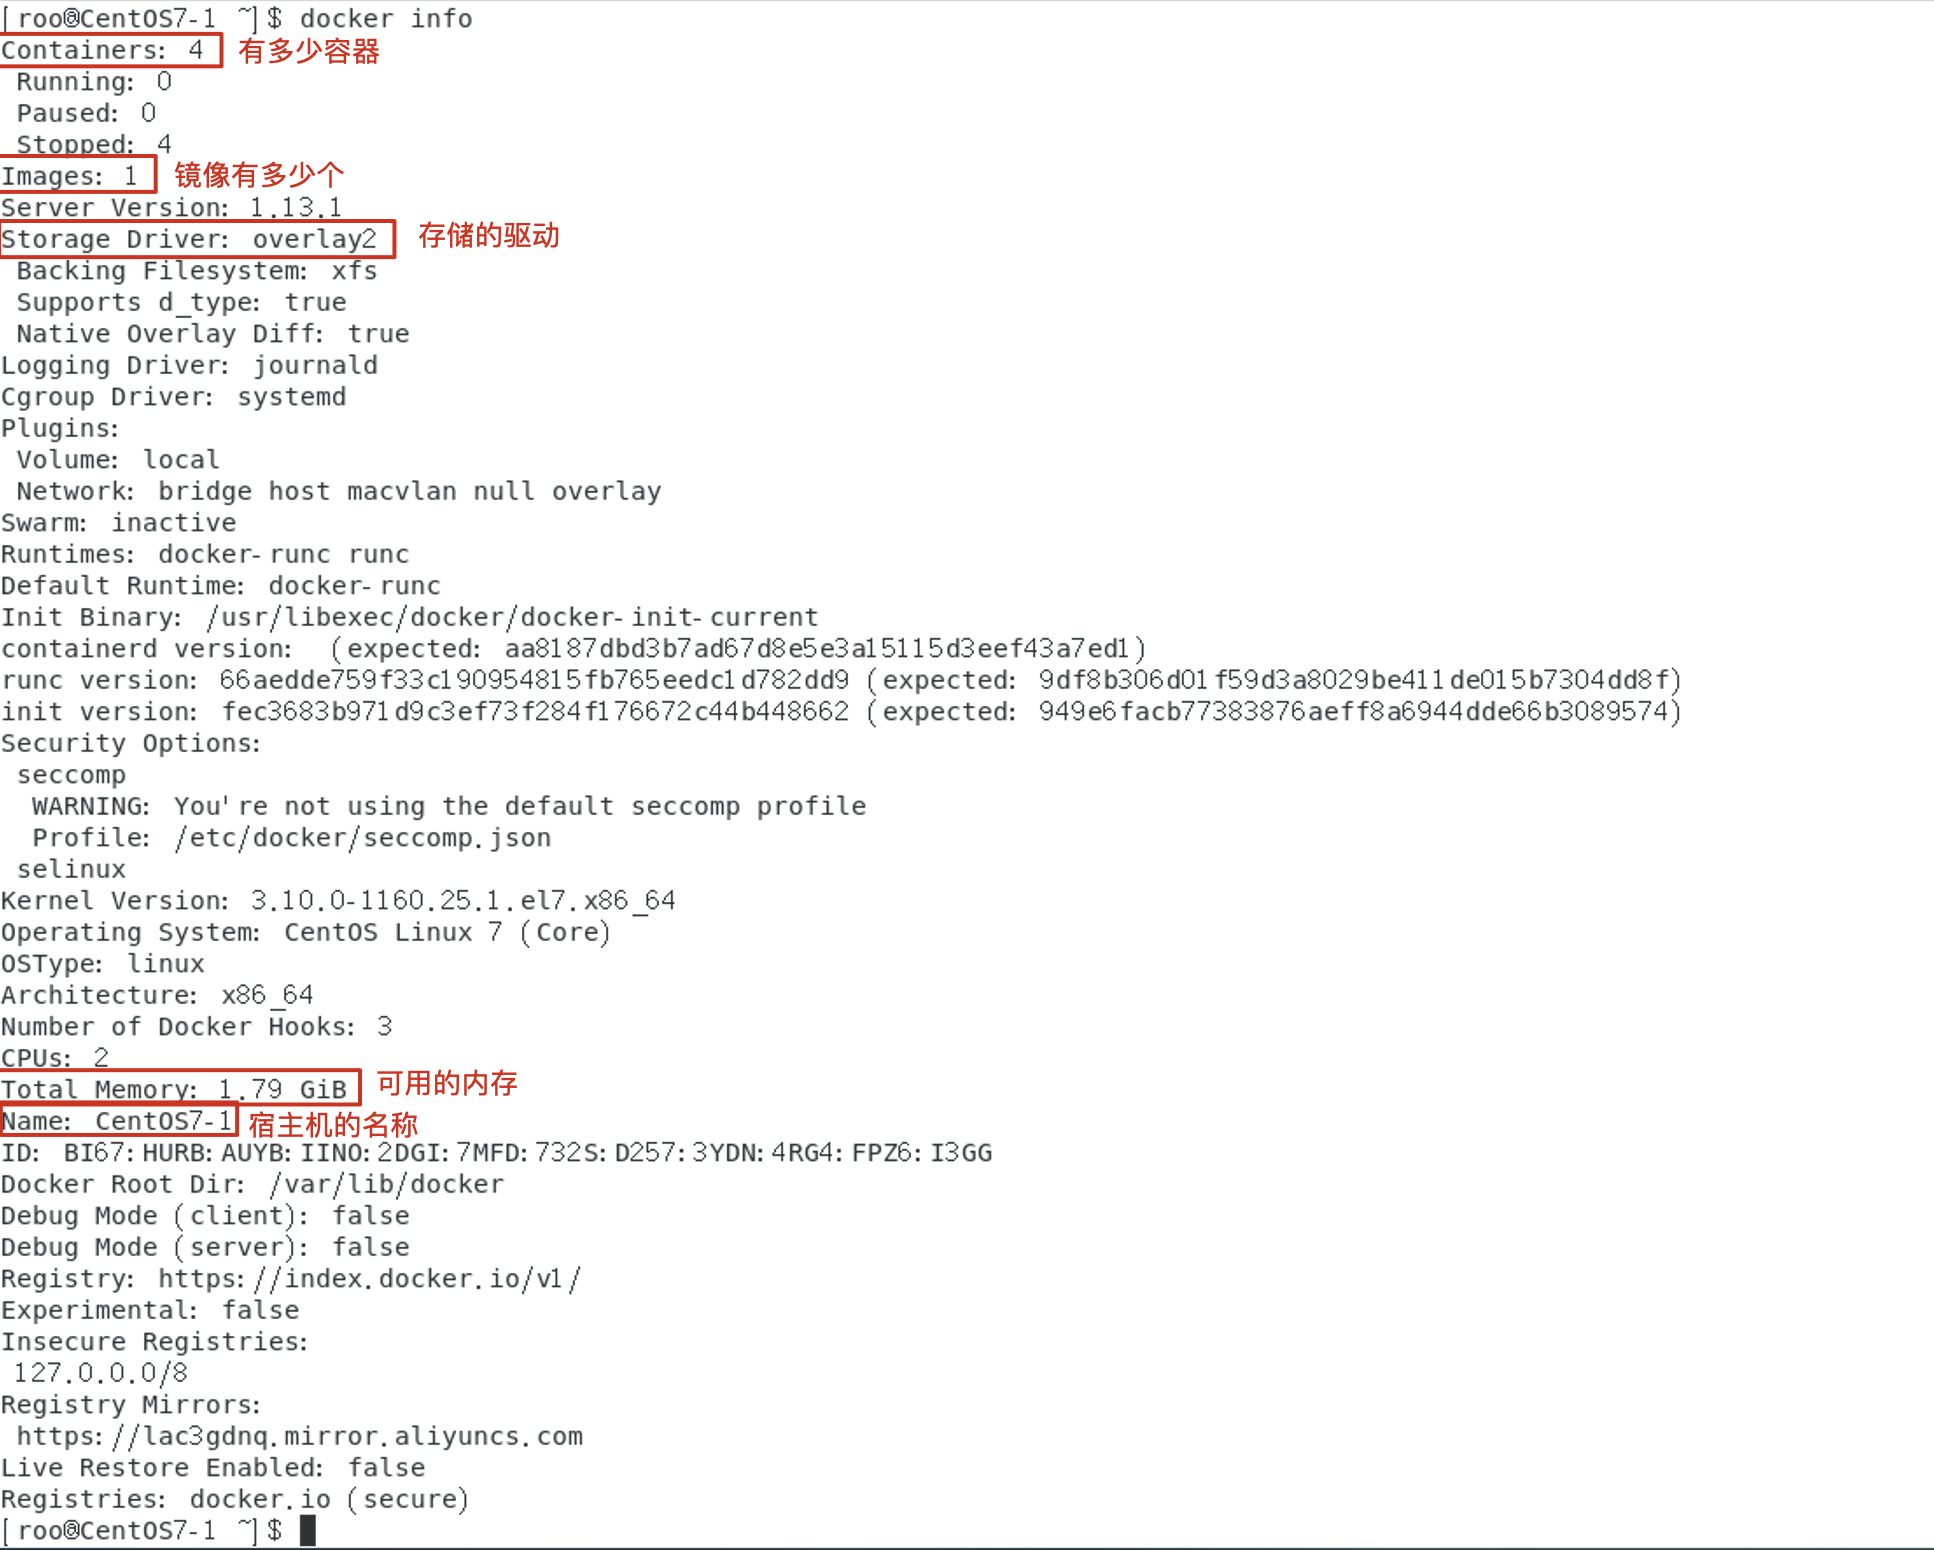 [roo@CentOS7-1 ~]$ docker info
Containers: 4 有多少容器
 Running: 0
 Paused: 0
 Stopped: 4
Images: 1 镜像有多少个
Server Version: 1.13.1
Storage Driver: overlay2 存储的驱动
 Backing Filesystem: xfs
 Supports d_type: true
 Native Overlay Diff: true
Logging Driver: journald
Cgroup Driver: systemd
Plugins:
 Volume: local
 Network: bridge host macvlan null overlay
Swarm: inactive
Runtimes: docker-runc runc
Default Runtime: docker-runc
Init Binary: /usr/libexec/docker/docker-init-current
containerd version:  (expected: aa8187dbd3b7ad67d8e5e3a15115d3eef43a7ed1)
runc version: 66aedde759f33c190954815fb765eedc1d782dd9 (expected: 9df8b306d01f59d3a8029be411de015b7304dd8f)
init version: fec3683b971d9c3ef73f284f176672c44b448662 (expected: 949e6facb77383876aeff8a6944dde66b3089574)
Security Options:
 seccomp
  WARNING: You're not using the default seccomp profile
  Profile: /etc/docker/seccomp.json
 selinux
Kernel Version: 3.10.0-1160.25.1.el7.x86_64
Operating System: CentOS Linux 7 (Core)
OSType: linux
Architecture: x86_64
Number of Docker Hooks: 3
CPUs: 2
Total Memory: 1.79 GiB 可用的内存
Name: CentOS7-1 宿主机的名称
ID: BI67:HURB:AUYB:IINO:2DGI:7MFD:732S:D257:3YDN:4RG4:FPZ6:I3GG
Docker Root Dir: /var/lib/docker
Debug Mode (client): false
Debug Mode (server): false
Registry: https://index.docker.io/v1/
Experimental: false
Insecure Registries:
 127.0.0.0/8
Registry Mirrors:
 https://lac3gdnq.mirror.aliyuncs.com
Live Restore Enabled: false
Registries: docker.io (secure)
[roo@CentOS7-1 ~]$